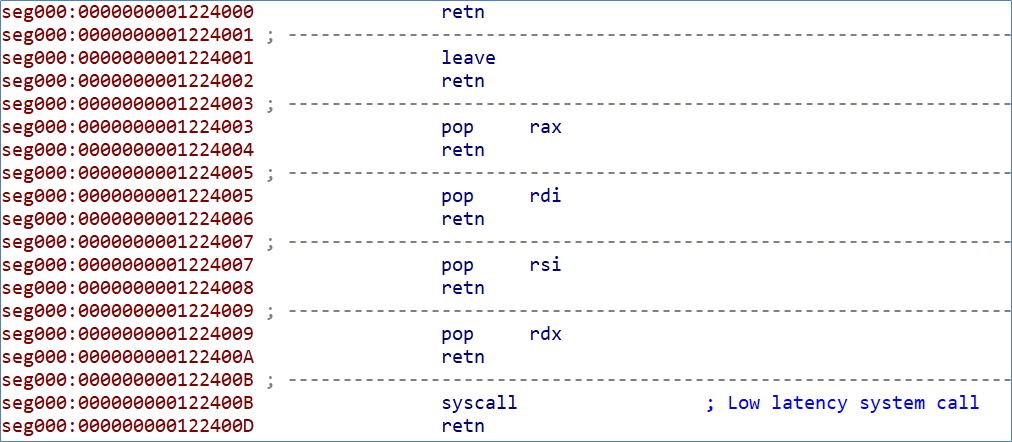 seg000:0000000001224000 retn
seg000:0000000001224001 ; ---------------------------------------------------------------------------
seg000:0000000001224001 leave
seg000:0000000001224002 retn
seg000:0000000001224003 ; ---------------------------------------------------------------------------
seg000:0000000001224003 pop rax
seg000:0000000001224004 retn
seg000:0000000001224005 ; ---------------------------------------------------------------------------
seg000:0000000001224005 pop rdi
seg000:0000000001224006 retn
seg000:0000000001224007 ; ---------------------------------------------------------------------------
seg000:0000000001224007 pop rsi
seg000:0000000001224008 retn
seg000:0000000001224009 ; ---------------------------------------------------------------------------
seg000:0000000001224009 pop rdx
seg000:000000000122400A retn
seg000:000000000122400B ; ---------------------------------------------------------------------------
seg000:000000000122400B syscall ; Low latency system call
seg000:000000000122400D retn